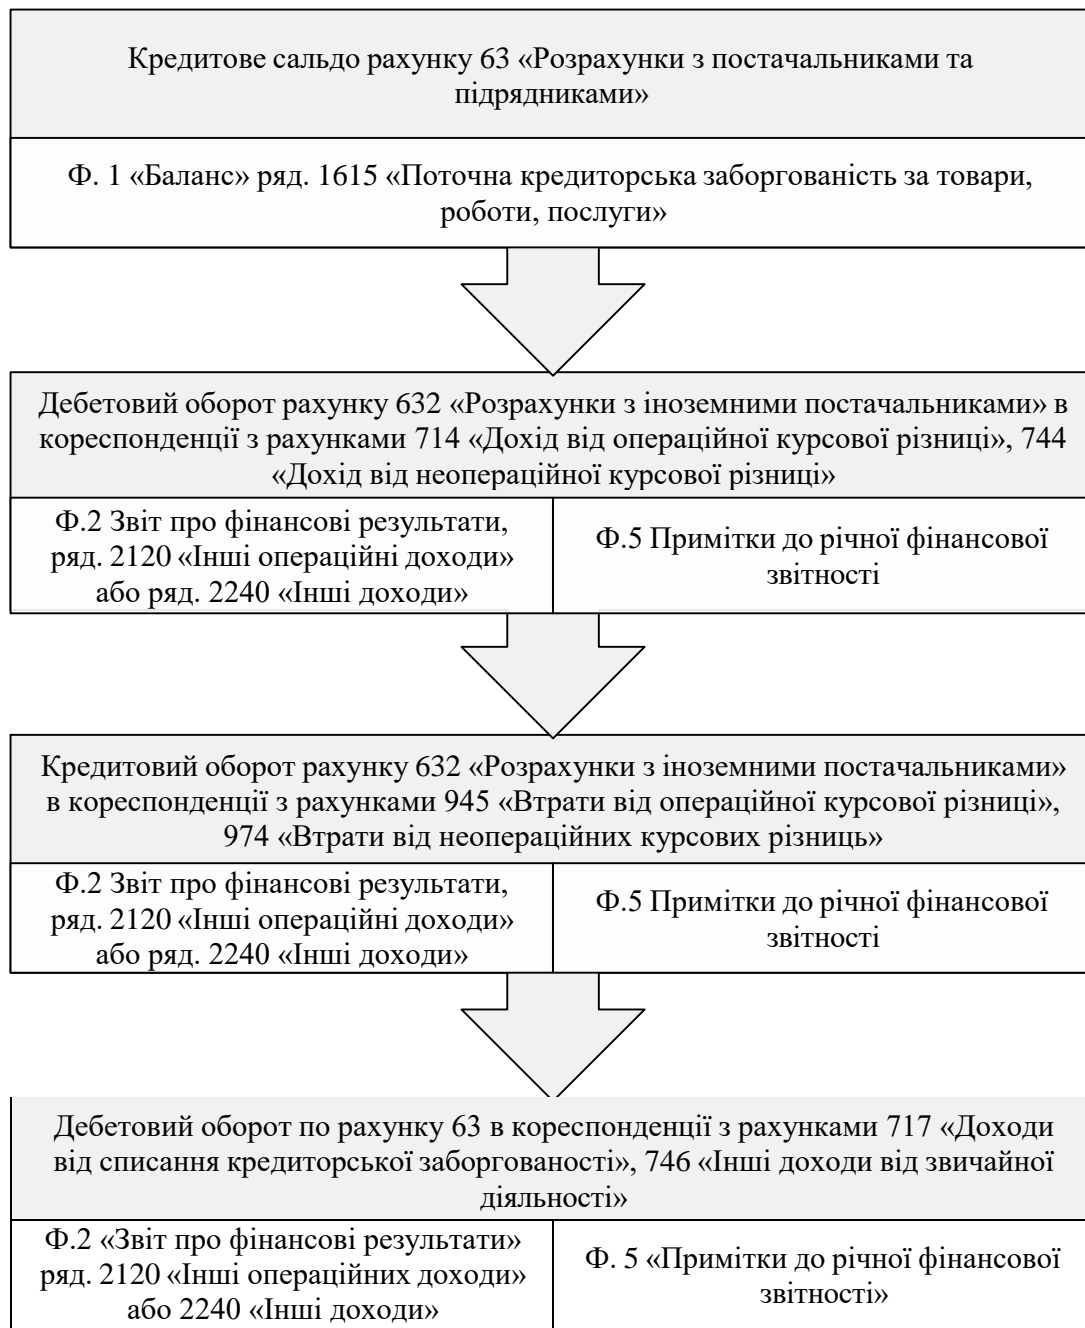 Кредитове сальдо рахунку 63 «Розрахунки з постачальниками та
підрядниками»
Ф. 1 «Баланс» ряд. 1615 «Поточна кредиторська заборгованість за товари,
роботи, послуги»
Дебетовий оборот рахунку 632 «Розрахунки з іноземними постачальниками» в
кореспонденції з рахунками 714 «Дохід від операційної курсової різниці», 744
«Дохід від неопераційної курсової різниці»
Ф.2 Звіт про фінансові результати,
ряд. 2120 «Інші операційні доходи»
або ряд. 2240 «Інші доходи»
Ф.5 Примітки до річної фінансової
звітності
Кредитовий оборот рахунку 632 «Розрахунки з іноземними постачальниками»
в кореспонденції з рахунками 945 «Втрати від операційної курсової різниці»,
974 «Втрати від неопераційних курсових різниць»
Ф.2 Звіт про фінансові результати,
ряд. 2120 «Інші операційні доходи»
або ряд. 2240 «Інші доходи»
Ф.5 Примітки до річної фінансової
звітності
Дебетовий оборот по рахунку 63 в кореспонденції з рахунками 717 «Доходи
від списання кредиторської заборгованості», 746 «Інші доходи від звичайної
діяльності»
Ф.2 «Звіт про фінансові результати»
ряд. 2120 «Інші операційних доходи»
або 2240 «Інші доходи»
Ф. 5 «Примітки до річної фінансової
звітності»